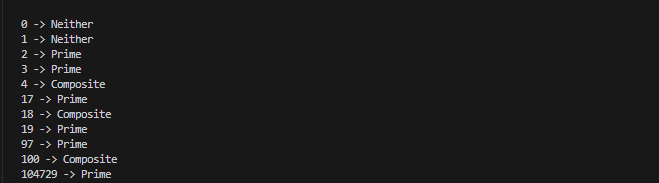 0 -> Neither
1 -> Neither
2 -> Prime
3 -> Prime
4 -> Composite
17 -> Prime
18 -> Composite
19 -> Prime
97 -> Prime
100 -> Composite
104729 -> Prime